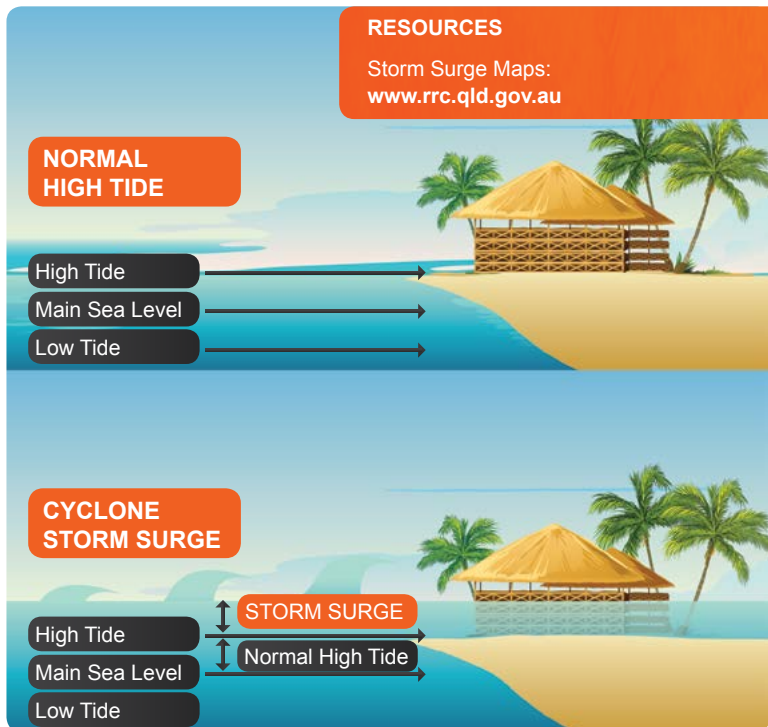 RESOURCES
Storm Surge Maps:
www.rrc.qld.gov.au
NORMAL
HIGH TIDE
High Tide
Main Sea Level
Low Tide
CYCLONE
STORM SURGE
STORM SURGE
High Tide
Normal High Tide
Main Sea Level
Low Tide